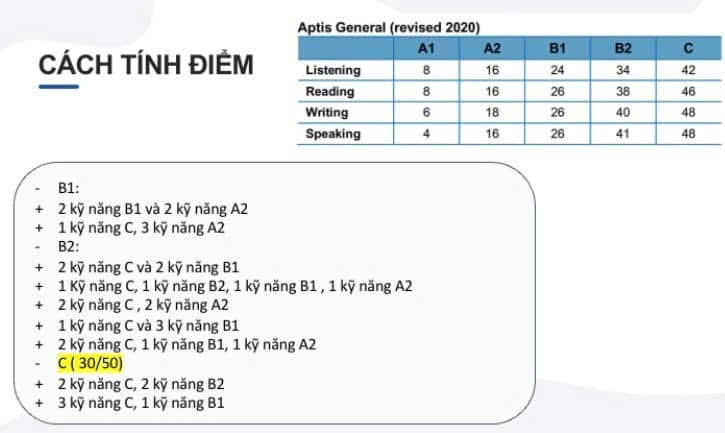 Aptis General (revised 2020)
CÁCH TÍNH ĐIỂM
A1 A2 B1 B2 C
Listening 8 16 24 34 42
Reading 8 16 26 38 46
Writing 6 18 26 40 48
Speaking 4 16 26 41 48
- B1:
+ 2 kỹ năng B1 và 2 kỹ năng A2
+ 1 kỹ năng C, 3 kỹ năng A2
- B2:
+ 2 kỹ năng C và 2 kỹ năng B1
+ 1 Kỹ năng C, 1 kỹ năng B2, 1 kỹ năng B1 , 1 kỹ năng A2
+ 2 kỹ năng C , 2 kỹ năng A2
+ 1 kỹ năng C và 3 kỹ năng B1
+ 2 kỹ năng C, 1 kỹ năng B1, 1 kỹ năng A2
- C ( 30/50)
+ 2 kỹ năng C, 2 kỹ năng B2
+ 3 kỹ năng C, 1 kỹ năng B1